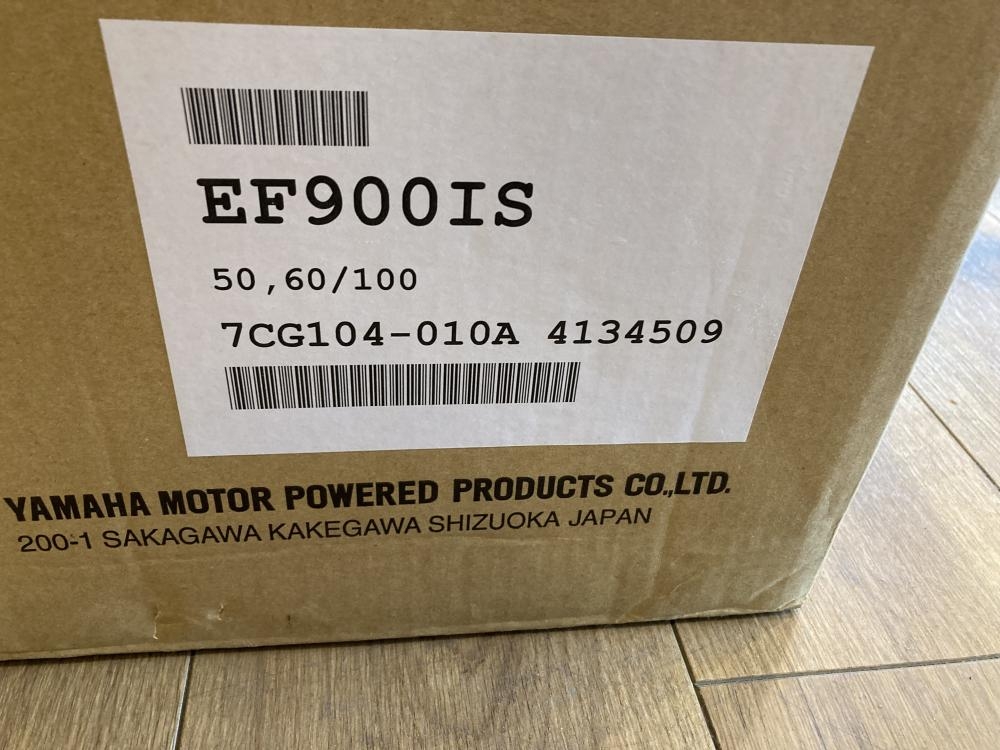 EF900IS
50,60/100
7CG104-010A 4134509
YAMAHA MOTOR POWERED PRODUCTS CO.,LTD.
200-1 SAKAGAWA KAKEGAWA SHIZUOKA JAPAN